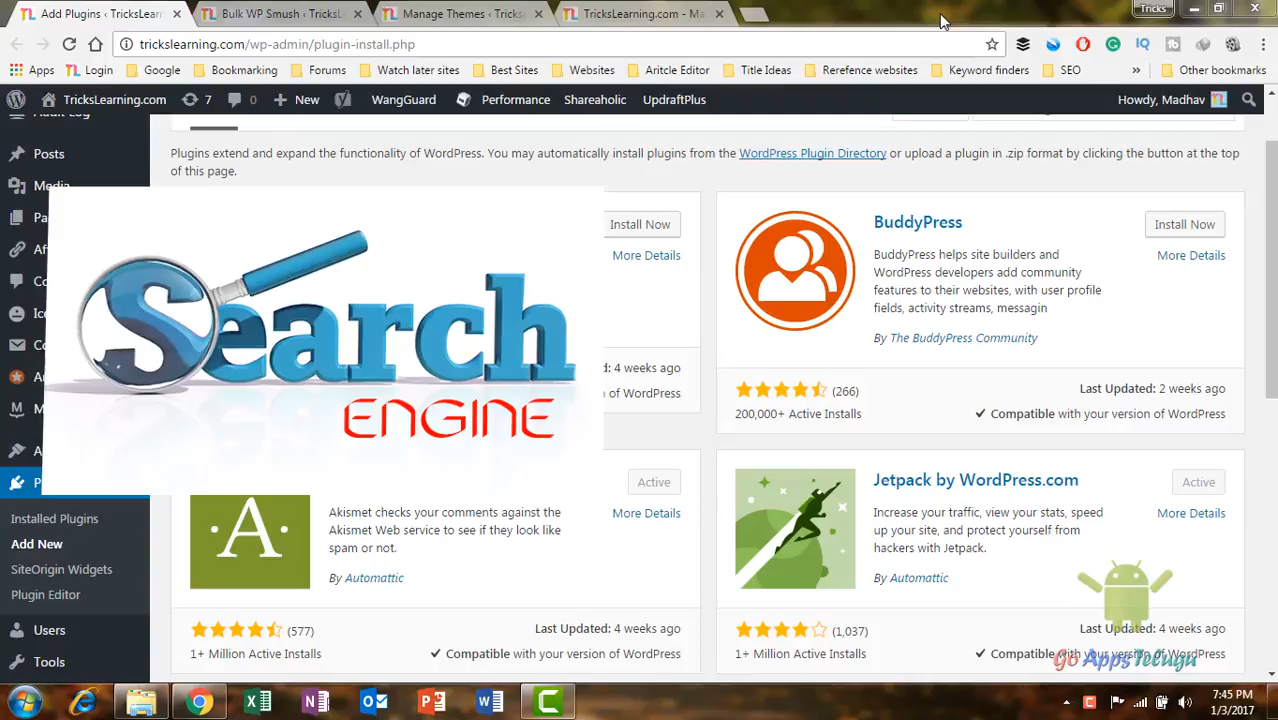 Add Plugins ‹ TricksLearn
Bulk WP Smush ‹ TricksL
Manage Themes ‹ Tricks
TricksLearning.com - Ma
Tricks
trickslearning.com/wp-admin/plugin-install.php
Apps
Login
Google
Bookmarking
Forums
Watch later sites
Best Sites
Websites
Aritcle Editor
Title Ideas
Rerefence websites
Keyword finders
SEO
»
Other bookmarks
TricksLearning.com
7
0
New
WangGuard
Performance
Shareaholic
UpdraftPlus
Howdy, Madhav
Posts
Media
Installed Plugins
Add New
SiteOrigin Widgets
Plugin Editor
Users
Tools
Plugins extend and expand the functionality of WordPress. You may automatically install plugins from the WordPress Plugin Directory or upload a plugin in .zip format by clicking the button at the top
of this page.
Search
ENGINE
Install Now
More Details
4 weeks ago
of WordPress
BuddyPress
Install Now
More Details
BuddyPress helps site builders and
WordPress developers add community
features to their websites, with user profile
fields, activity streams, messagin
By The BuddyPress Community
(266)
Last Updated: 2 weeks ago
200,000+ Active Installs
Compatible with your version of WordPress
Active
More Details
Akismet checks your comments against the
Akismet Web service to see if they look like
spam or not.
By Automattic
A
(577)
Last Updated: 4 weeks ago
1+ Million Active Installs
Compatible with your version of WordPress
Jetpack by WordPress.com
Active
More Details
Increase your traffic, view your stats, speed
up your site, and protect yourself from
hackers with Jetpack.
By Automattic
(1,037)
Last Updated: 4 weeks ago
1+ Million Active Installs
Compatible with your version of WordPress
Go AppsTelugu
7:45 PM
1/3/2017